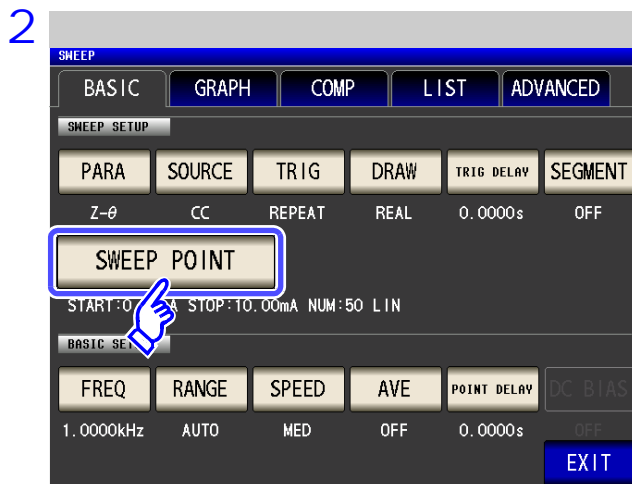 2
SWEEP
BASIC GRAPH COMP LIST ADVANCED
SWEEP SETUP
PARA SOURCE TRIG DRAW TRIG DELAY SEGMENT
Z-θ CC REPEAT REAL 0.0000s OFF
SWEEP POINT
START:0 A STOP:10.00mA NUM:50 LIN
BASIC SE
FREQ RANGE SPEED AVE POINT DELAY DC BIAS
1.0000kHz AUTO MED OFF 0.0000s OFF
EXIT